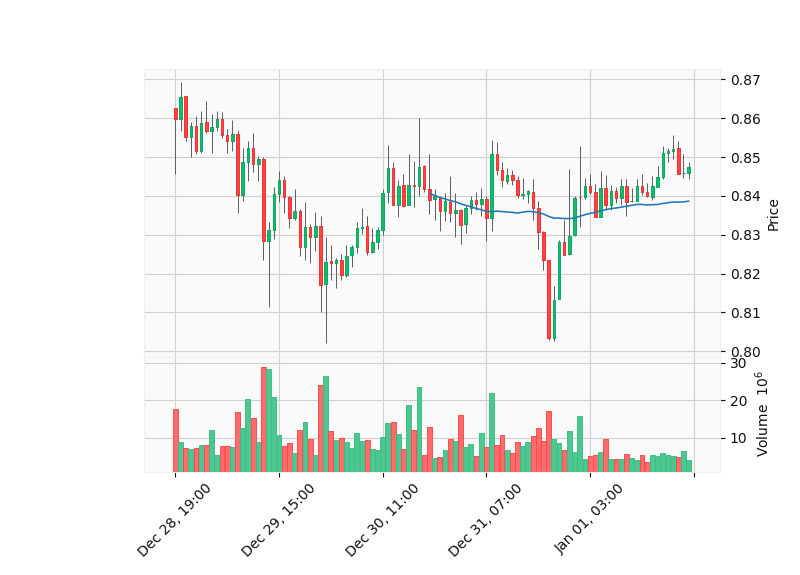 0.87
0.86
0.85
0.84
0.83
0.82
0.81
0.80
Price
30
20
10
Volume 10^6
Dec 28, 19:00
Dec 29, 15:00
Dec 30, 11:00
Dec 31, 07:00
Jan 01, 03:00